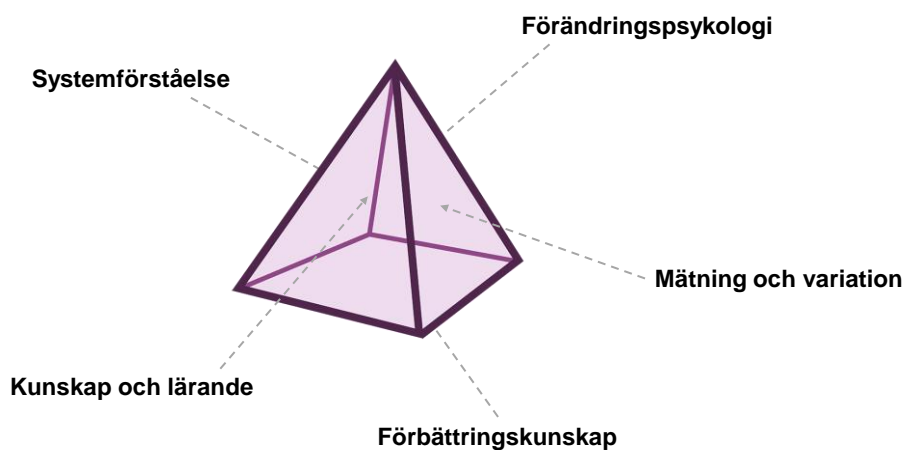 Förändringspsykologi
Systemförståelse
Mätning och variation
Kunskap och lärande
Förbättringskunskap